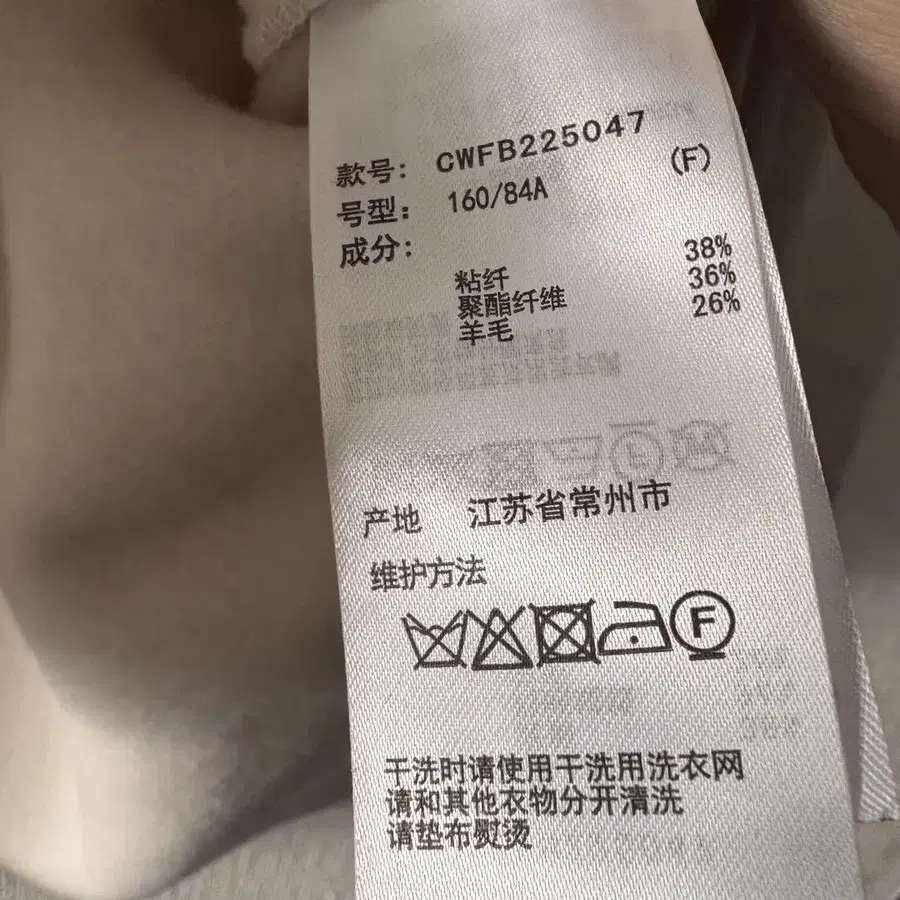 款号: CWFB225047
(F)
号型: 160/84A
成分:
38%
粘纤 36%
聚酯纤维 26%
羊毛
产地 江苏省常州市
维护方法
F
干洗时请使用干洗用洗衣网
请和其他衣物分开清洗
请垫布熨烫